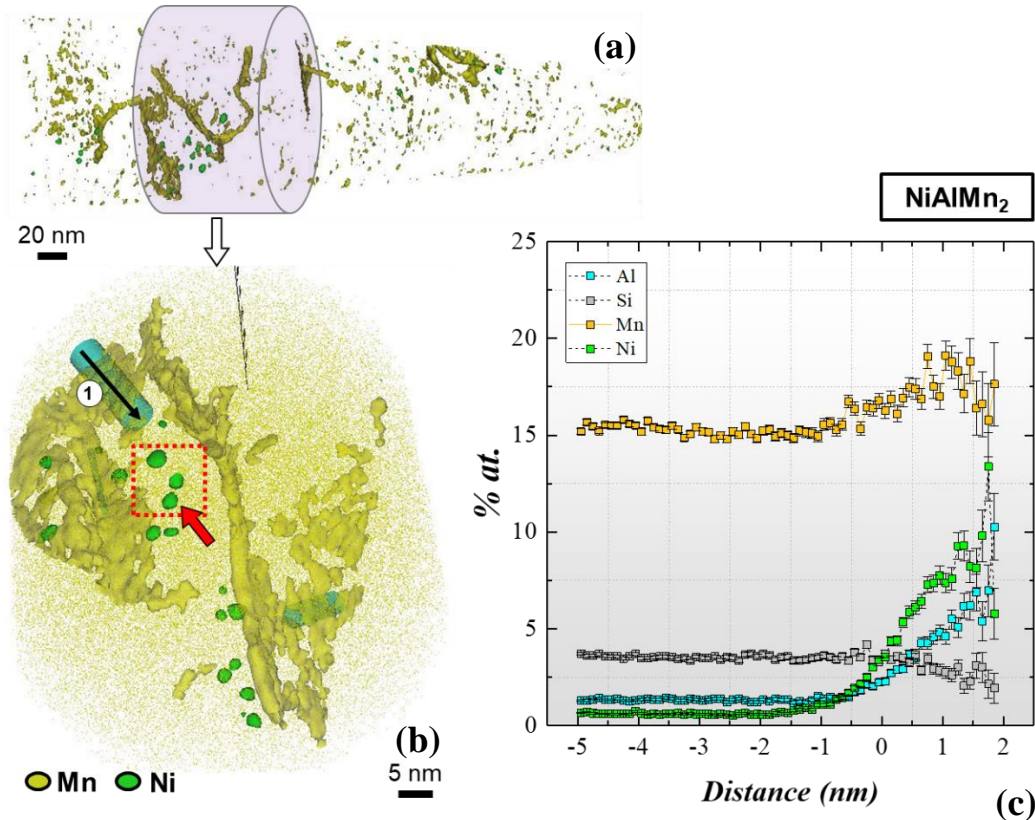 (a)
20 nm
NiAlMn₂
1
(b)
Mn Ni
5 nm
25
20
15
10
5
0
% at.
Al
Si
Mn
Ni
-5 -4 -3 -2 -1 0 1 2
Distance (nm)
(c)